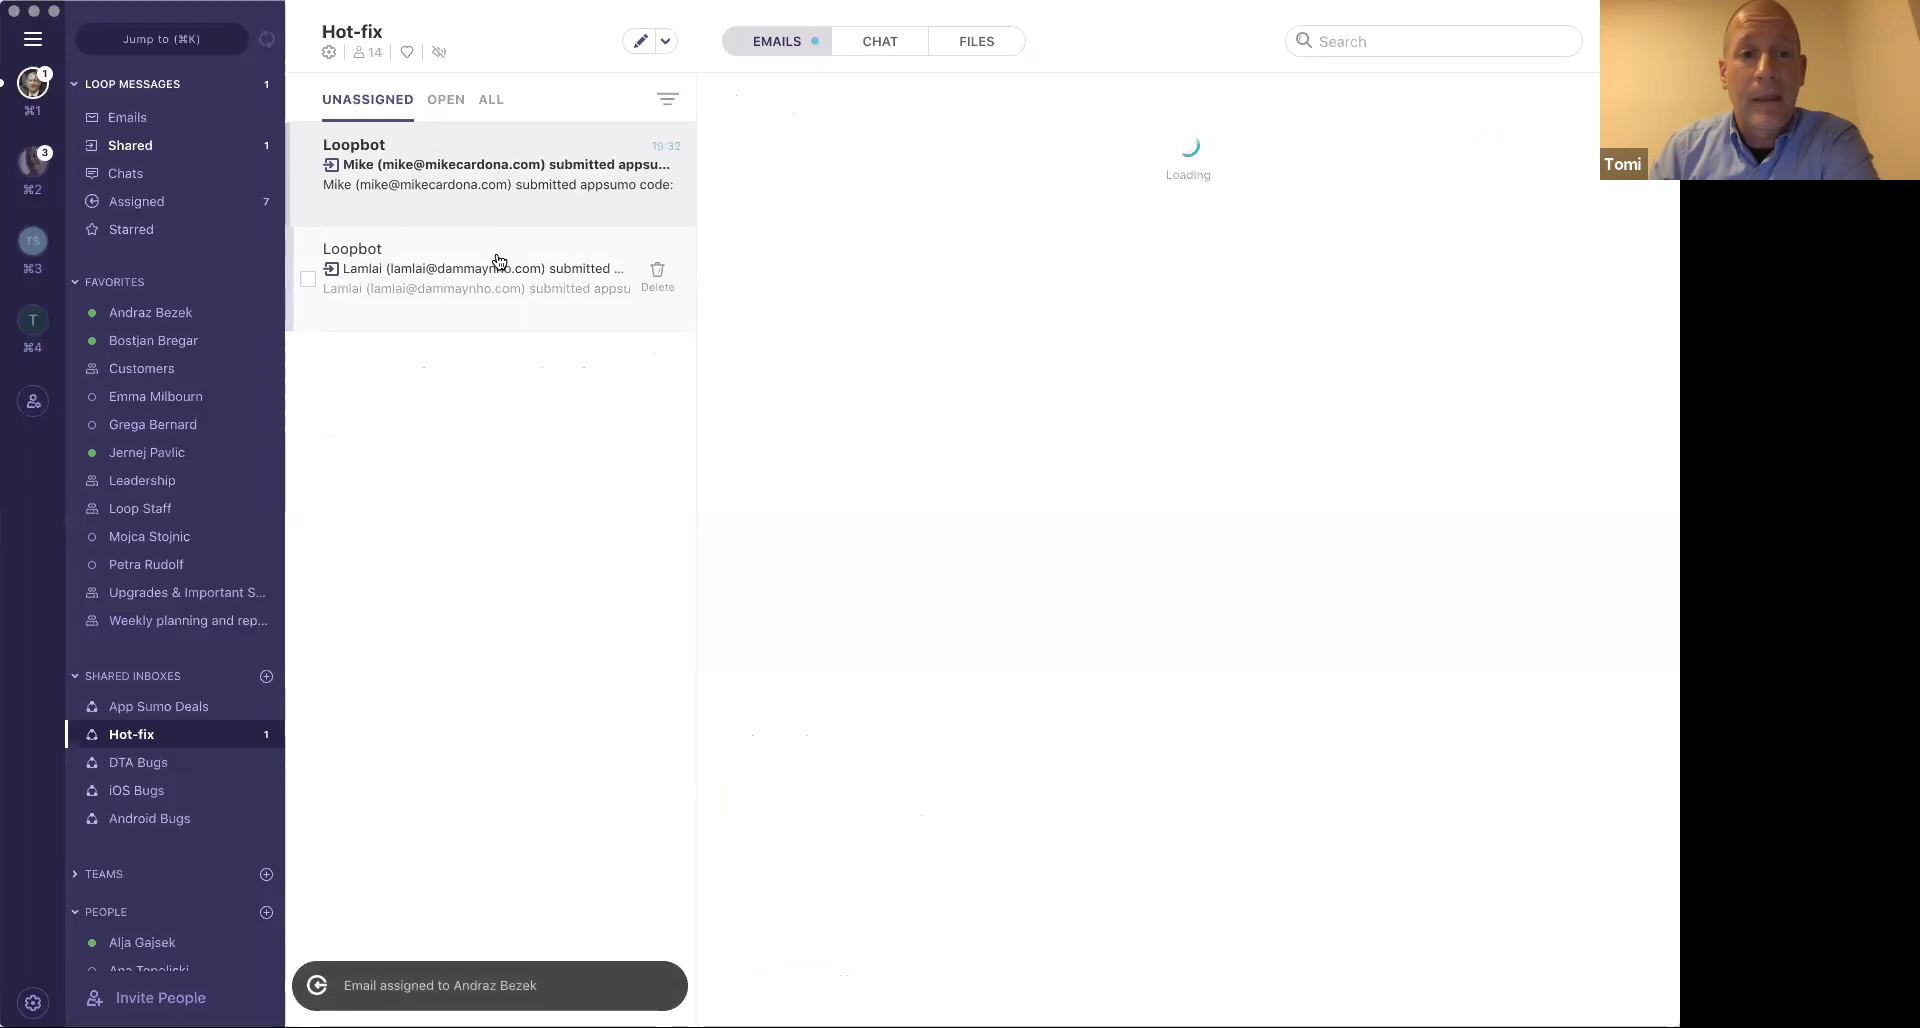 Jump to (⌘K)
1
⌘1
3
⌘2
TŠ
⌘3
T
⌘4
LOOP MESSAGES 1
Emails
Shared 1
Chats
Assigned 7
Starred
FAVORITES
Andraz Bezek
Bostjan Bregar
Customers
Emma Milbourn
Grega Bernard
Jernej Pavlic
Leadership
Loop Staff
Mojca Stojnic
Petra Rudolf
Upgrades & Important S...
Weekly planning and rep...
SHARED INBOXES
App Sumo Deals
Hot-fix 1
DTA Bugs
iOS Bugs
Android Bugs
TEAMS
PEOPLE
Alja Gajsek
Invite People
Hot-fix
14
EMAILS CHAT FILES
Search
UNASSIGNED OPEN ALL
Loopbot 19:32
Mike (mike@mikecardona.com) submitted appsu...
Mike (mike@mikecardona.com) submitted appsumo code:
Loopbot
Lamlai (lamlai@dammaynho.com) submitted ...
Lamlai (lamlai@dammaynho.com) submitted appsu
Delete
Loading
Email assigned to Andraz Bezek
Tomi